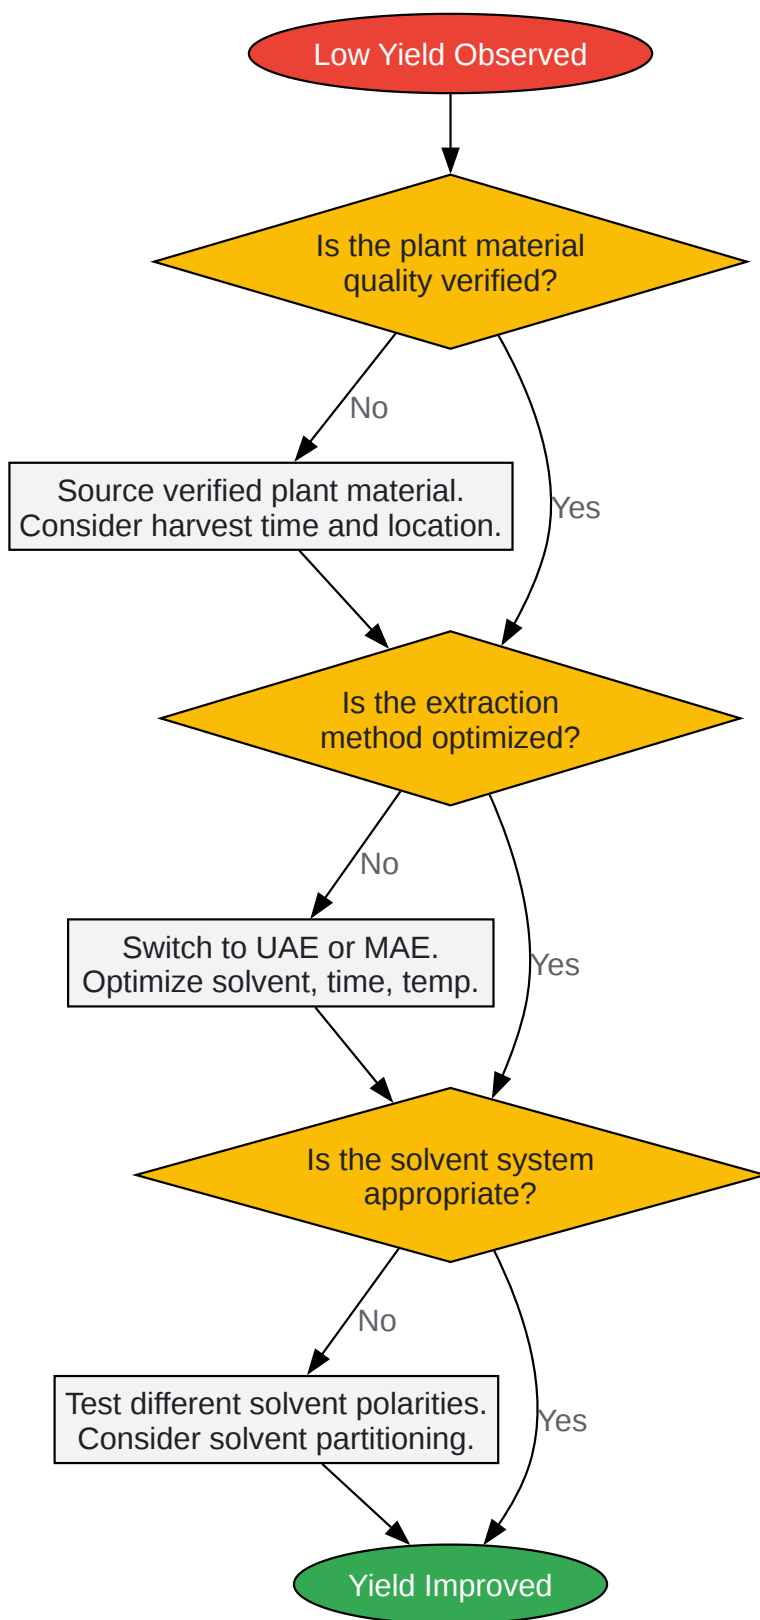 Low Yield Observed
Is the plant material
quality verified?
No
Source verified plant material.
Consider harvest time and location.
Yes
Is the extraction
method optimized?
No
Switch to UAE or MAE.
Optimize solvent, time, temp.
Yes
Is the solvent system
appropriate?
No
Test different solvent polarities.
Consider solvent partitioning.
Yes
Yield Improved